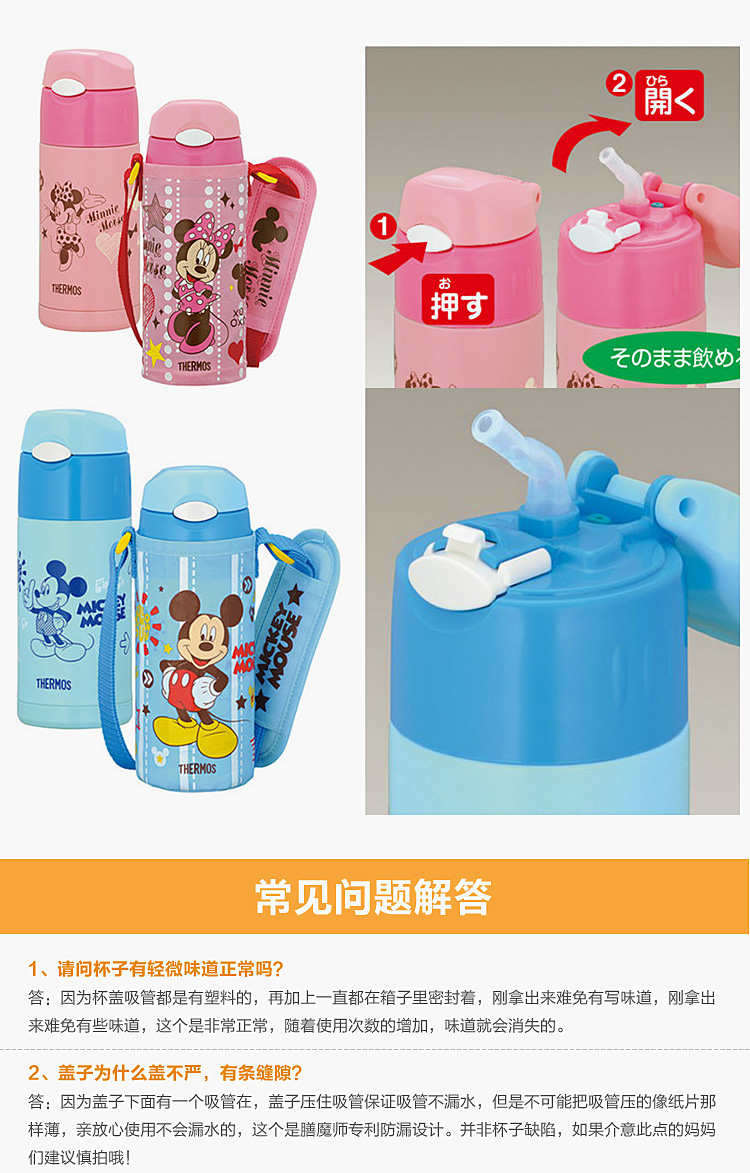 Minnie
Mouse
THERMOS
Minnie
Mouse
XO
OX
THERMOS
2
ひら
開く
1
お
押す
そのまま飲め
MICKEY
MOUSE
THERMOS
MICKEY
MOUSE
THERMOS
常见问题解答
1、请问杯子有轻微味道正常吗?
答：因为杯盖吸管都是有塑料的，再加上一直都在箱子里密封着，刚拿出来难免有写味道，刚拿出
来难免有些味道，这个是非常正常，随着使用次数的增加，味道就会消失的。
2、盖子为什么盖不严，有条缝隙?
答：因为盖子下面有一个吸管在，盖子压住吸管保证吸管不漏水，但是不可能把吸管压的像纸片那
样薄，亲放心使用不会漏水的，这个是膳魔师专利防漏设计。并非杯子缺陷，如果介意此点的妈妈
们建议慎拍哦!